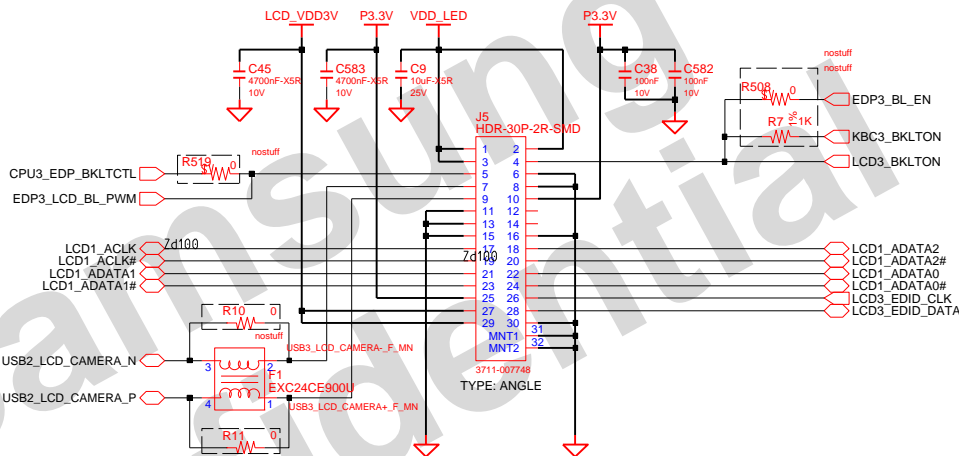 LCD_VDD3V P3.3V VDD_LED P3.3V
C45
4700nF-X5R
10V
C583
4700nF-X5R
10V
C9
10uF-X5R
25V
C38
100nF
10V
C582
100nF
10V
nostuff
nostuff
R508 0
EDP3_BL_EN
R7 1% 1K
KBC3_BKLTON
LCD3_BKLTON
J5
HDR-30P-2R-SMD
nostuff
R519 0
CPU3_EDP_BKLTCTL
EDP3_LCD_BL_PWM
1 2
3 4
5 6
7 8
9 10
11 12
13 14
15 16
17 18
19 20
21 22
23 24
25 26
27 28
29 30
MNT1 31
MNT2 32
3711-007748
TYPE: ANGLE
LCD1_ACLK
LCD1_ACLK#
LCD1_ADATA1
LCD1_ADATA1#
Zd100
Zd100
LCD1_ADATA2
LCD1_ADATA2#
LCD1_ADATA0
LCD1_ADATA0#
LCD3_EDID_CLK
LCD3_EDID_DATA
R10 0
nostuff
USB3_LCD_CAMERA-_F_MN
USB2_LCD_CAMERA_N
3 2
F1
EXC24CE900U
4 1
USB2_LCD_CAMERA_P
USB3_LCD_CAMERA+_F_MN
R11 0
Samsung
Confidential